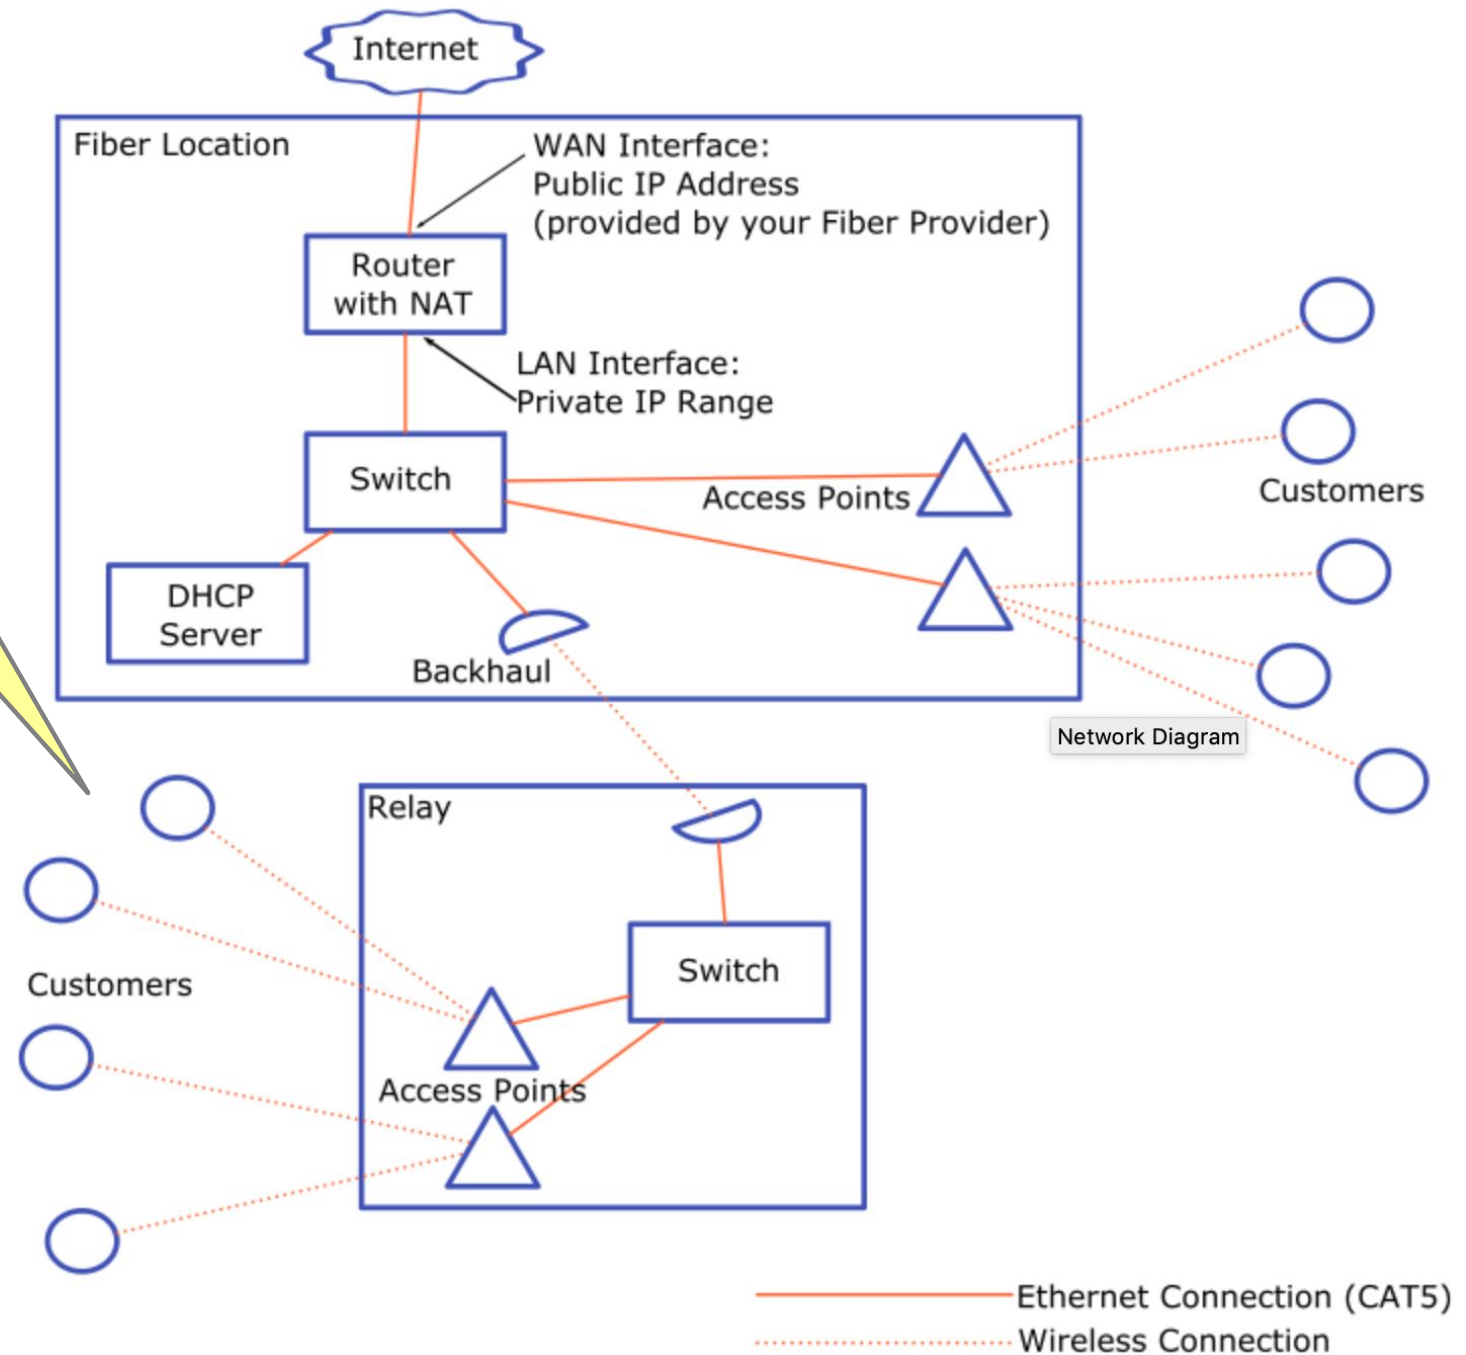 Internet
Fiber Location
WAN Interface:
Public IP Address
(provided by your Fiber Provider)
Router
with NAT
LAN Interface:
Private IP Range
Switch
Access Points
Customers
DHCP
Server
Backhaul
Network Diagram
Relay
Switch
Customers
Access Points
Ethernet Connection (CAT5)
Wireless Connection